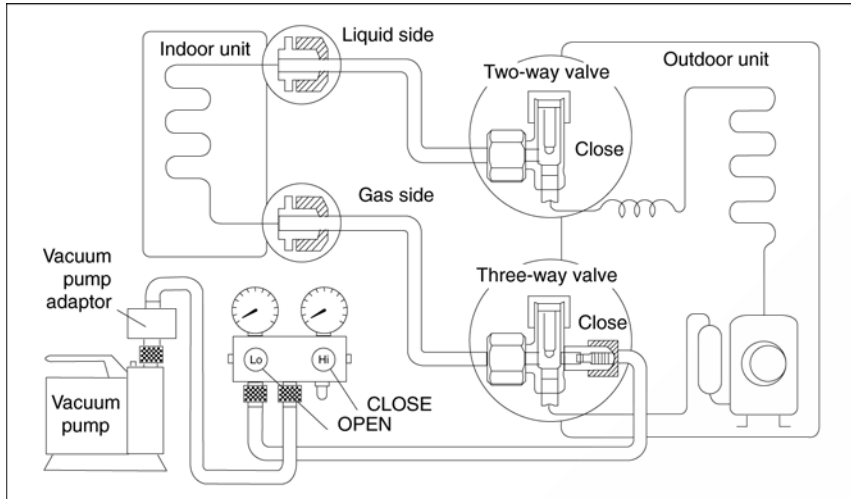 Liquid side
Indoor unit
Two-way valve
Outdoor unit
Close
Gas side
Vacuum
pump
adaptor
Three-way valve
Close
Lo
Hi
CLOSE
OPEN
Vacuum
pump